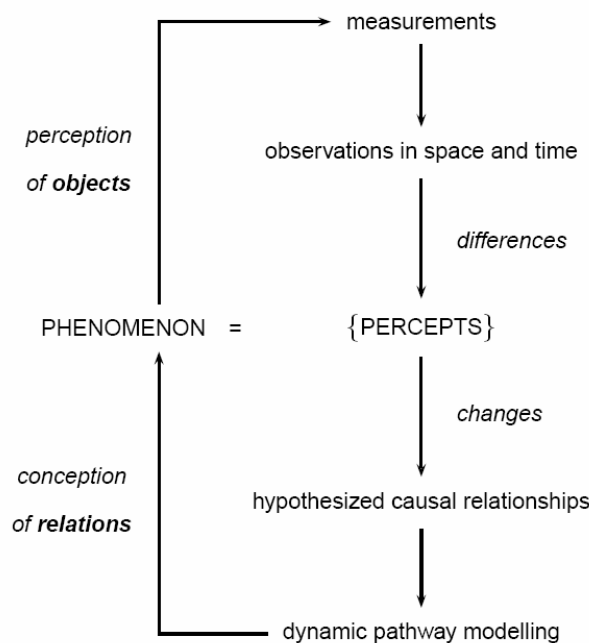 measurements
perception
of objects
observations in space and time
differences
PHENOMENON = {PERCEPTS}
changes
conception
of relations
hypothesized causal relationships
dynamic pathway modelling